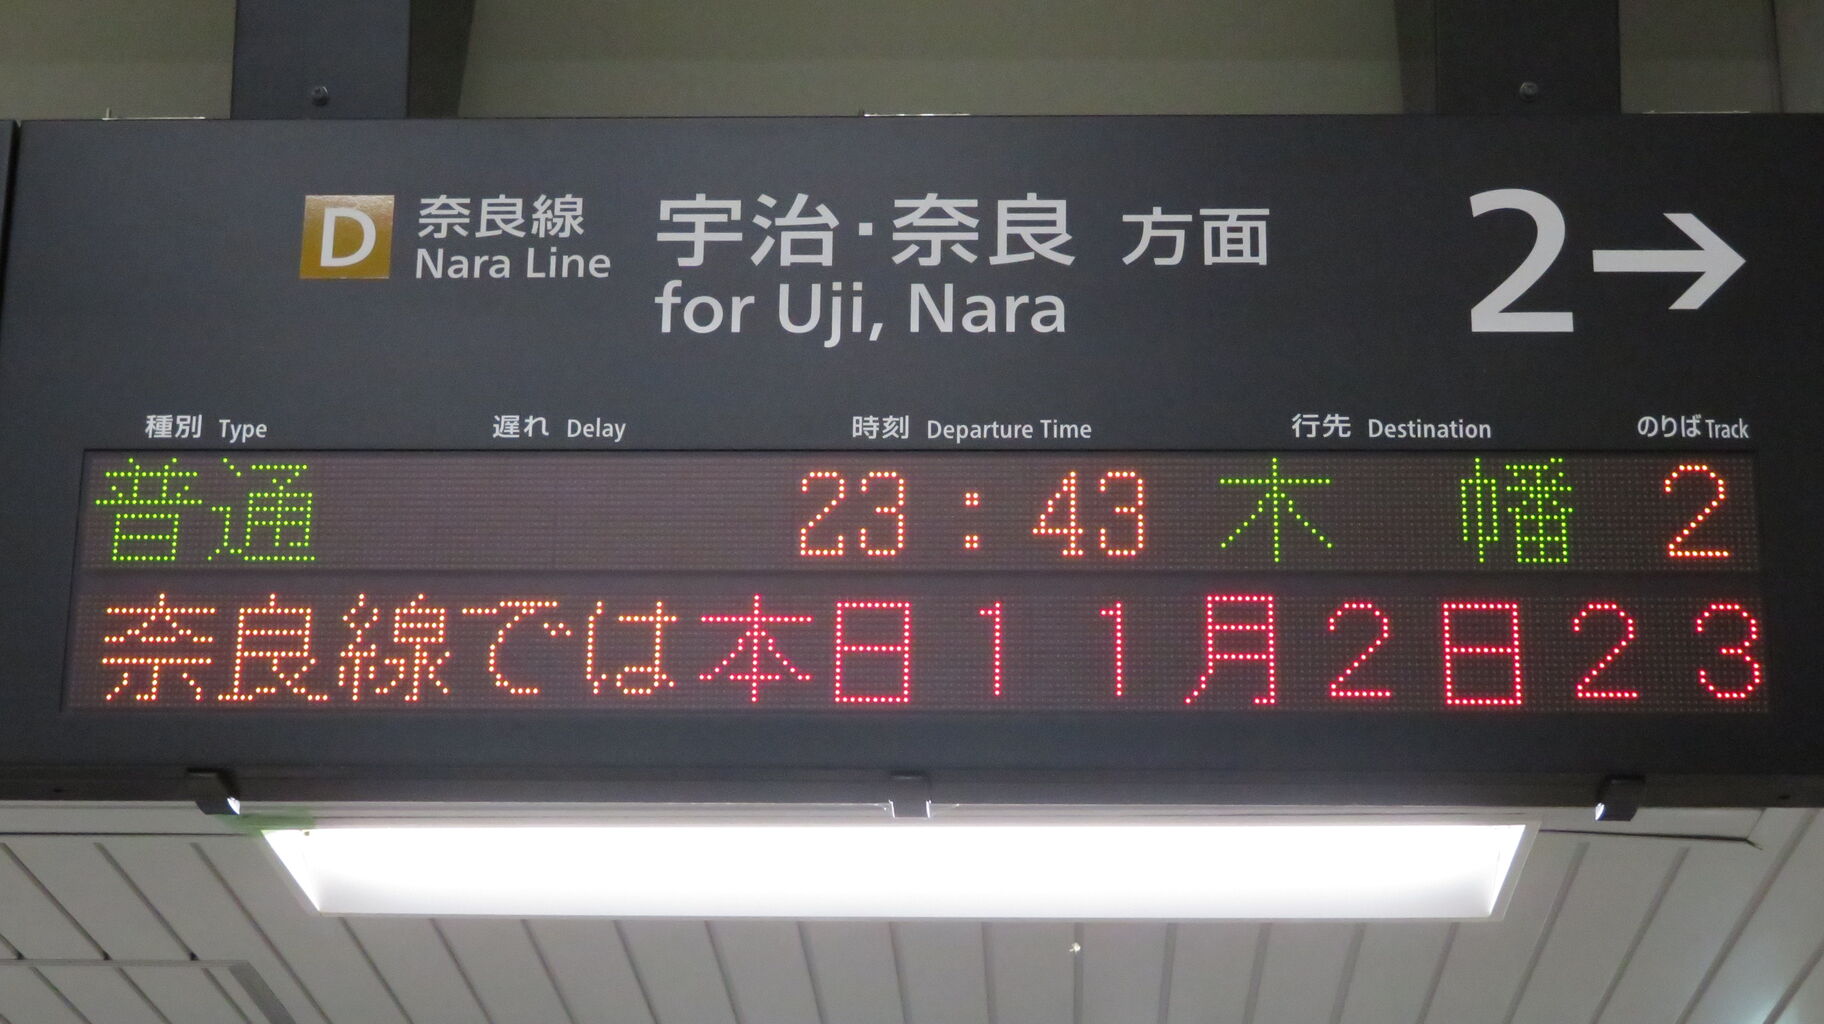 D 奈良線 宇治・奈良 方面 2→
Nara Line for Uji, Nara
種別 Type 遅れ Delay 時刻 Departure Time 行先 Destination のりば Track
普通 23:43 木 幡 2
奈良線では本日11月2日23